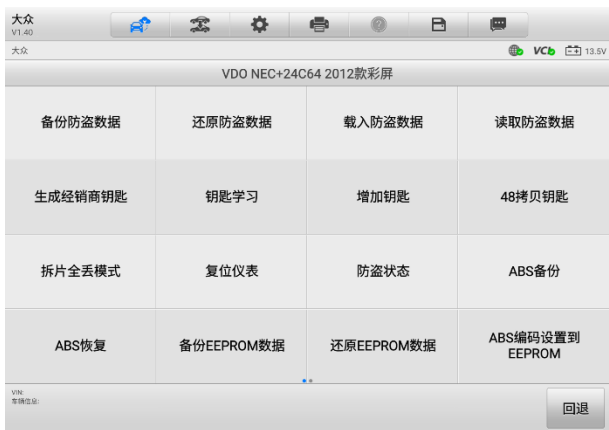 大众
V1.40
大众
VCI
13.5V
VDO NEC+24C64 2012款彩屏
备份防盗数据
还原防盗数据
载入防盗数据
读取防盗数据
生成经销商钥匙
钥匙学习
增加钥匙
48拷贝钥匙
拆片全丢模式
复位仪表
防盗状态
ABS备份
ABS恢复
备份EEPROM数据
还原EEPROM数据
ABS编码设置到
EEPROM
VIN:
车辆信息:
回退